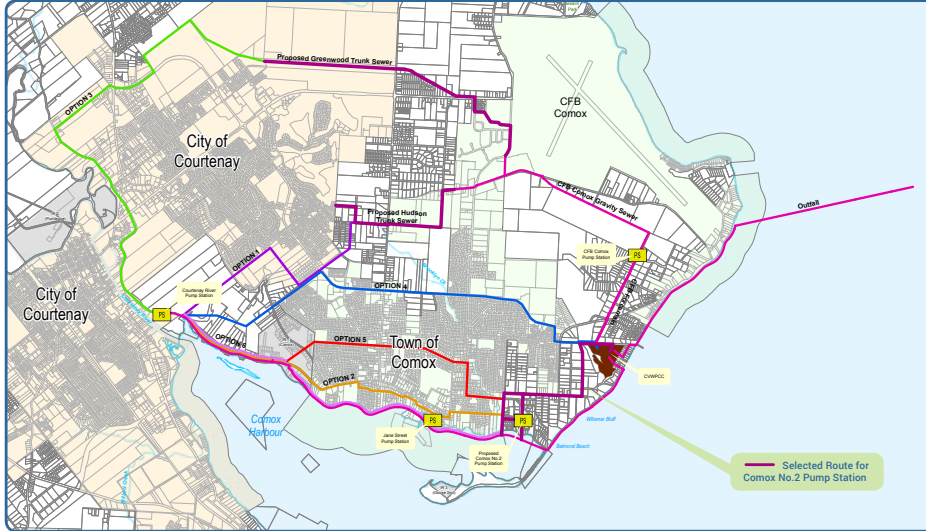 Proposed Greenwood Trunk Sewer
OPTION 3
CFB
Comox
City of
Courtenay
CFB Comox Gravity Sewer
Outfall
Proposed Hudson
Trunk Sewer
CFB Comox
Pump Station
PS
OPTION 1
City of
Courtenay
Courtenay River
Pump Station
PS
OPTION 4
OPTION 6
OPTION 5
Town of
Comox
OPTION 2
CVWPCC
Comox
Harbour
PS
PS
Jane Street
Pump Station
Proposed
Comox No.2
Pump Station
Balmond Beach
Willemar Bluff
Selected Route for
Comox No.2 Pump Station